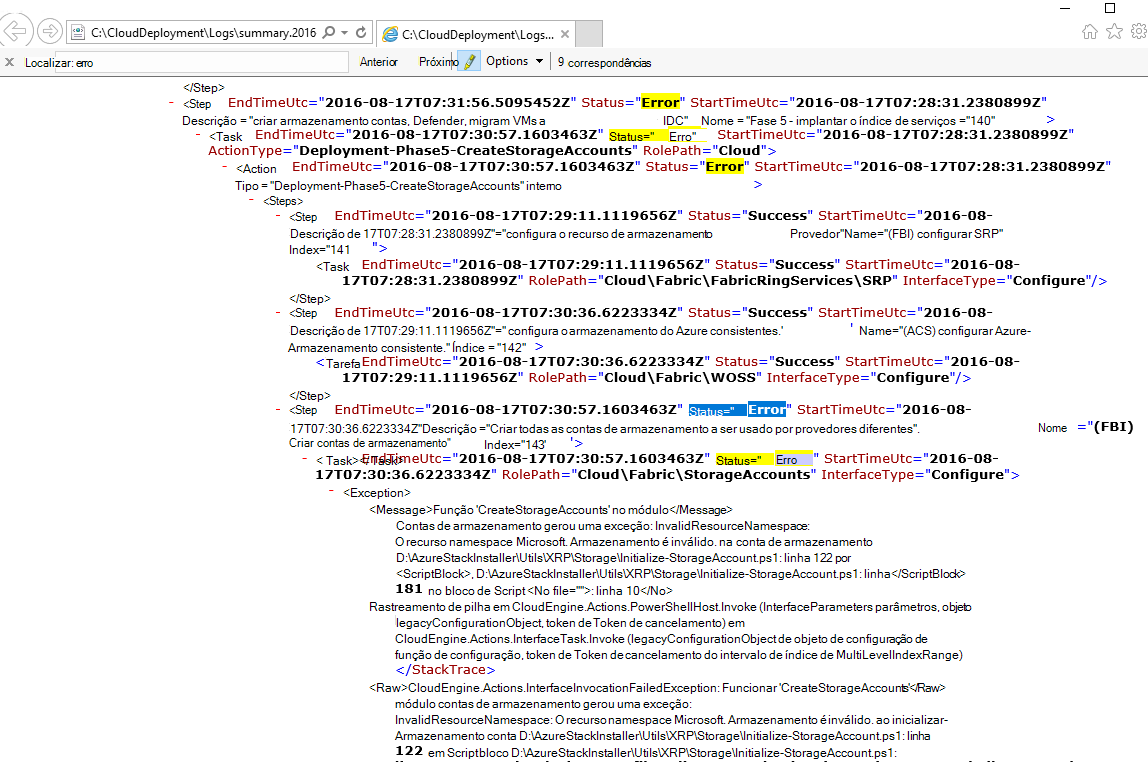 C:\CloudDeployment\Logs\summary.2016
C:\CloudDeployment\Logs...
Localizar: erro Anterior Próximo Options 9 correspondências
</Step>
- <Step EndTimeUtc="2016-08-17T07:31:56.5095452Z" Status="Error" StartTimeUtc="2016-08-17T07:28:31.2380899Z"
Descrição = "criar armazenamento contas, Defender, migram VMs a IDC" Nome = "Fase 5 - implantar o índice de serviços ="140" >
- <Task EndTimeUtc="2016-08-17T07:30:57.1603463Z" Status=" Erro" StartTimeUtc="2016-08-17T07:28:31.2380899Z"
ActionType="Deployment-Phase5-CreateStorageAccounts" RolePath="Cloud">
- <Action EndTimeUtc="2016-08-17T07:30:57.1603463Z" Status="Error" StartTimeUtc="2016-08-17T07:28:31.2380899Z"
Tipo = "Deployment-Phase5-CreateStorageAccounts" interno >
- <Steps>
- <Step EndTimeUtc="2016-08-17T07:29:11.1119656Z" Status="Success" StartTimeUtc="2016-08-
Descrição de 17T07:28:31.2380899Z"="configura o recurso de armazenamento Provedor"Name="(FBI) configurar SRP"
Index="141 ">
<Task EndTimeUtc="2016-08-17T07:29:11.1119656Z" Status="Success" StartTimeUtc="2016-08-
17T07:28:31.2380899Z" RolePath="Cloud\Fabric\FabricRingServices\SRP" InterfaceType="Configure"/>
</Step>
- <Step EndTimeUtc="2016-08-17T07:30:36.6223334Z" Status="Success" StartTimeUtc="2016-08-
Descrição de 17T07:29:11.1119656Z"=" configura o armazenamento do Azure consistentes.' ' Name="(ACS) configurar Azure-
Armazenamento consistente." Índice = "142" >
<Tarefa EndTimeUtc="2016-08-17T07:30:36.6223334Z" Status="Success" StartTimeUtc="2016-08-
17T07:29:11.1119656Z" RolePath="Cloud\Fabric\WOSS" InterfaceType="Configure"/>
</Step>
- <Step EndTimeUtc="2016-08-17T07:30:57.1603463Z" Status=" Error" StartTimeUtc="2016-08-
17T07:30:36.6223334Z"Descrição ="Criar todas as contas de armazenamento a ser usado por provedores diferentes". Nome ="(FBI)
Criar contas de armazenamento" Index="143' '>
- < Task></Task> EndTimeUtc="2016-08-17T07:30:57.1603463Z" Status=" Erro " StartTimeUtc="2016-08-
17T07:30:36.6223334Z" RolePath="Cloud\Fabric\StorageAccounts" InterfaceType="Configure">
- <Exception>
<Message>Função 'CreateStorageAccounts' no módulo</Message>
Contas de armazenamento gerou uma exceção: InvalidResourceNamespace:
O recurso namespace Microsoft. Armazenamento é inválido. na conta de armazenamento
D:\AzureStackInstaller\Utils\XRP\Storage\Initialize-StorageAccount.ps1: linha 122 por
<ScriptBlock>, D:\AzureStackInstaller\Utils\XRP\Storage\Initialize-StorageAccount.ps1: linha</ScriptBlock>
181 no bloco de Script <No file="">: linha 10</No>
Rastreamento de pilha em CloudEngine.Actions.PowerShellHost.Invoke (InterfaceParameters parâmetros, objeto
legacyConfigurationObject, token de Token de cancelamento) em
CloudEngine.Actions.InterfaceTask.Invoke (legacyConfigurationObject de objeto de configuração de
função de configuração, token de Token de cancelamento do intervalo de índice de MultiLevelIndexRange)
</StackTrace>
<Raw>CloudEngine.Actions.InterfaceInvocationFailedException: Funcionar 'CreateStorageAccounts'</Raw>
módulo contas de armazenamento gerou uma exceção:
InvalidResourceNamespace: O recurso namespace Microsoft. Armazenamento é inválido. ao inicializar-
Armazenamento conta D:\AzureStackInstaller\Utils\XRP\Storage\Initialize-StorageAccount.ps1: linha
122 em Scriptbloco D:\AzureStackInstaller\Utils\XRP\Storage\Initialize-StorageAccount.ps1: